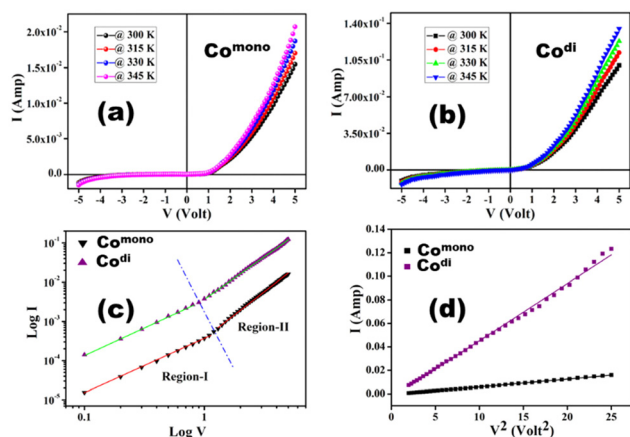 2.0x10⁻²
1.5x10⁻²
1.0x10⁻²
5.0x10⁻³
0.0
I (Amp)
@ 300 K
@ 315 K
@ 330 K
@ 345 K
Coᵐᵒⁿᵒ
(a)
-5 -4 -3 -2 -1 0 1 2 3 4 5
V (Volt)
1.40x10⁻¹
1.05x10⁻¹
7.00x10⁻²
3.50x10⁻²
0.00
I (Amp)
@ 300 K
@ 315 K
@ 330 K
@ 345 K
Coᵈⁱ
(b)
-5 -4 -3 -2 -1 0 1 2 3 4 5
V (Volt)
10⁻¹
10⁻²
10⁻³
10⁻⁴
10⁻⁵
Log I
Coᵐᵒⁿᵒ
Coᵈⁱ
(c)
Region-II
Region-I
0.1 1
Log V
0.14
0.12
0.10
0.08
0.06
0.04
0.02
0.00
I (Amp)
Coᵐᵒⁿᵒ
Coᵈⁱ
(d)
5 10 15 20 25
V² (Volt²)